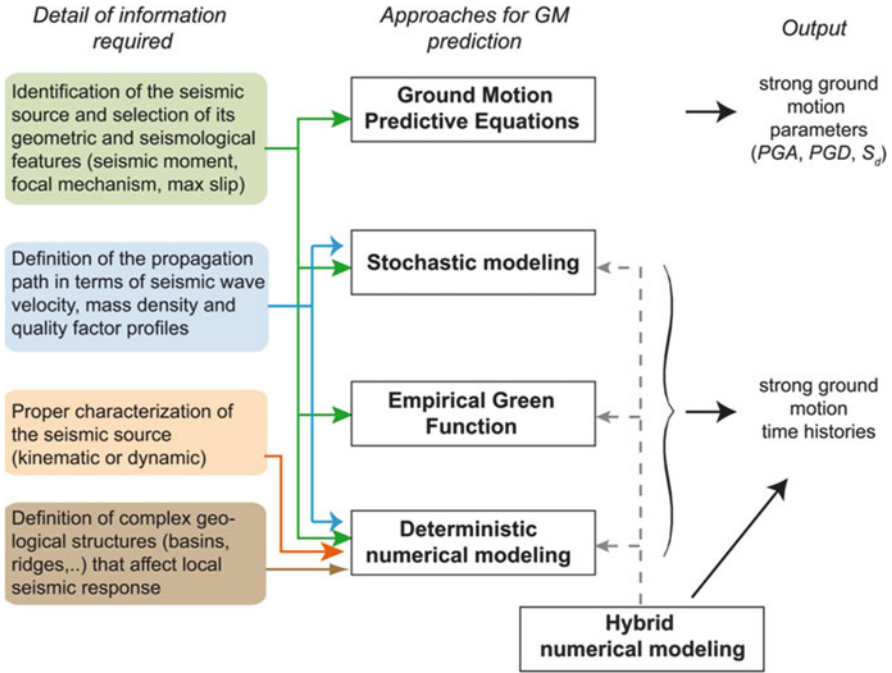 Detail of information
required
Approaches for GM
prediction
Output
Identification of the seismic
source and selection of its
geometric and seismological
features (seismic moment,
focal mechanism, max slip)
Ground Motion
Predictive Equations
strong ground
motion
parameters
(PGA, PGD, S_d)
Definition of the propagation
path in terms of seismic wave
velocity, mass density and
quality factor profiles
Stochastic modeling
Proper characterization of
the seismic source
(kinematic or dynamic)
Empirical Green
Function
strong ground
motion
time histories
Definition of complex geo-
logical structures (basins,
ridges,..) that affect local
seismic response
Deterministic
numerical modeling
Hybrid
numerical modeling